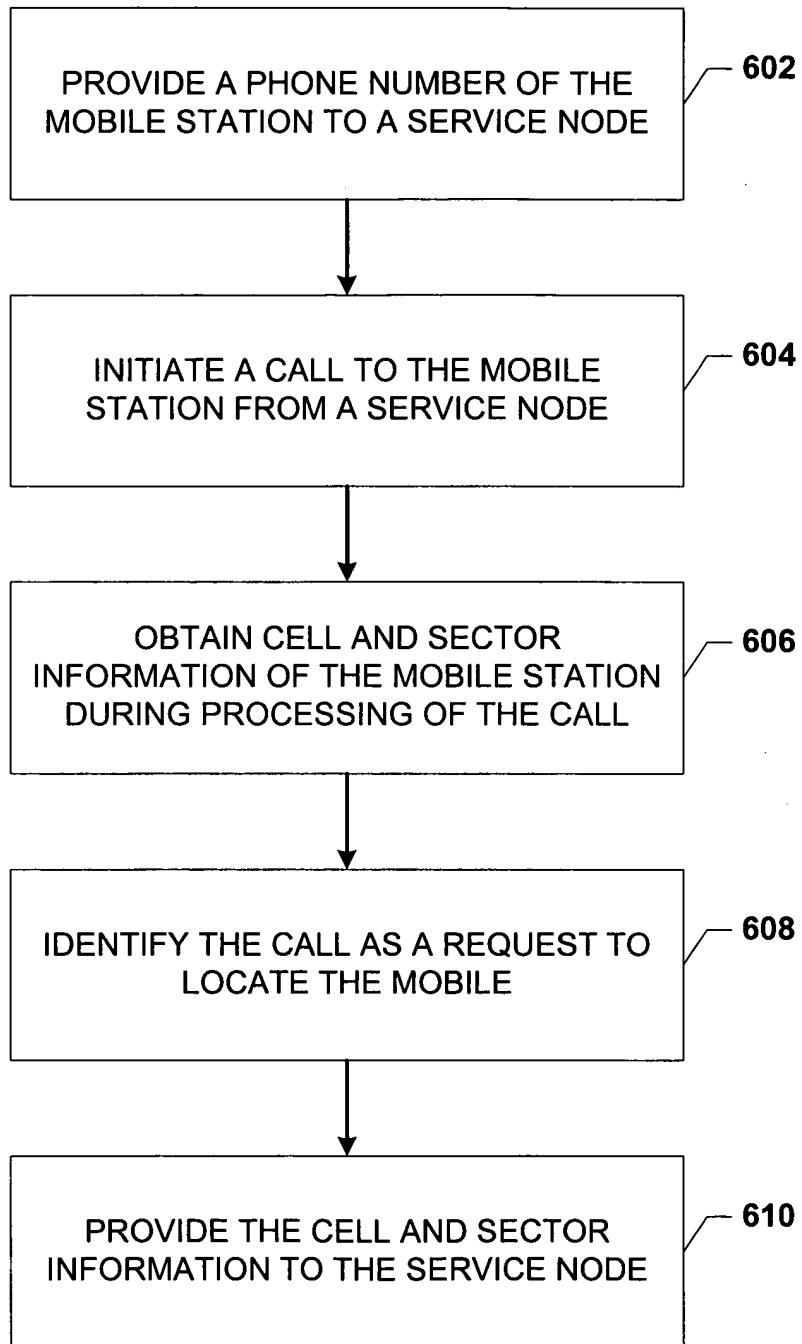 PROVIDE A PHONE NUMBER OF THE
MOBILE STATION TO A SERVICE NODE
602
INITIATE A CALL TO THE MOBILE
STATION FROM A SERVICE NODE
604
OBTAIN CELL AND SECTOR
INFORMATION OF THE MOBILE STATION
DURING PROCESSING OF THE CALL
606
IDENTIFY THE CALL AS A REQUEST TO
LOCATE THE MOBILE
608
PROVIDE THE CELL AND SECTOR
INFORMATION TO THE SERVICE NODE
610